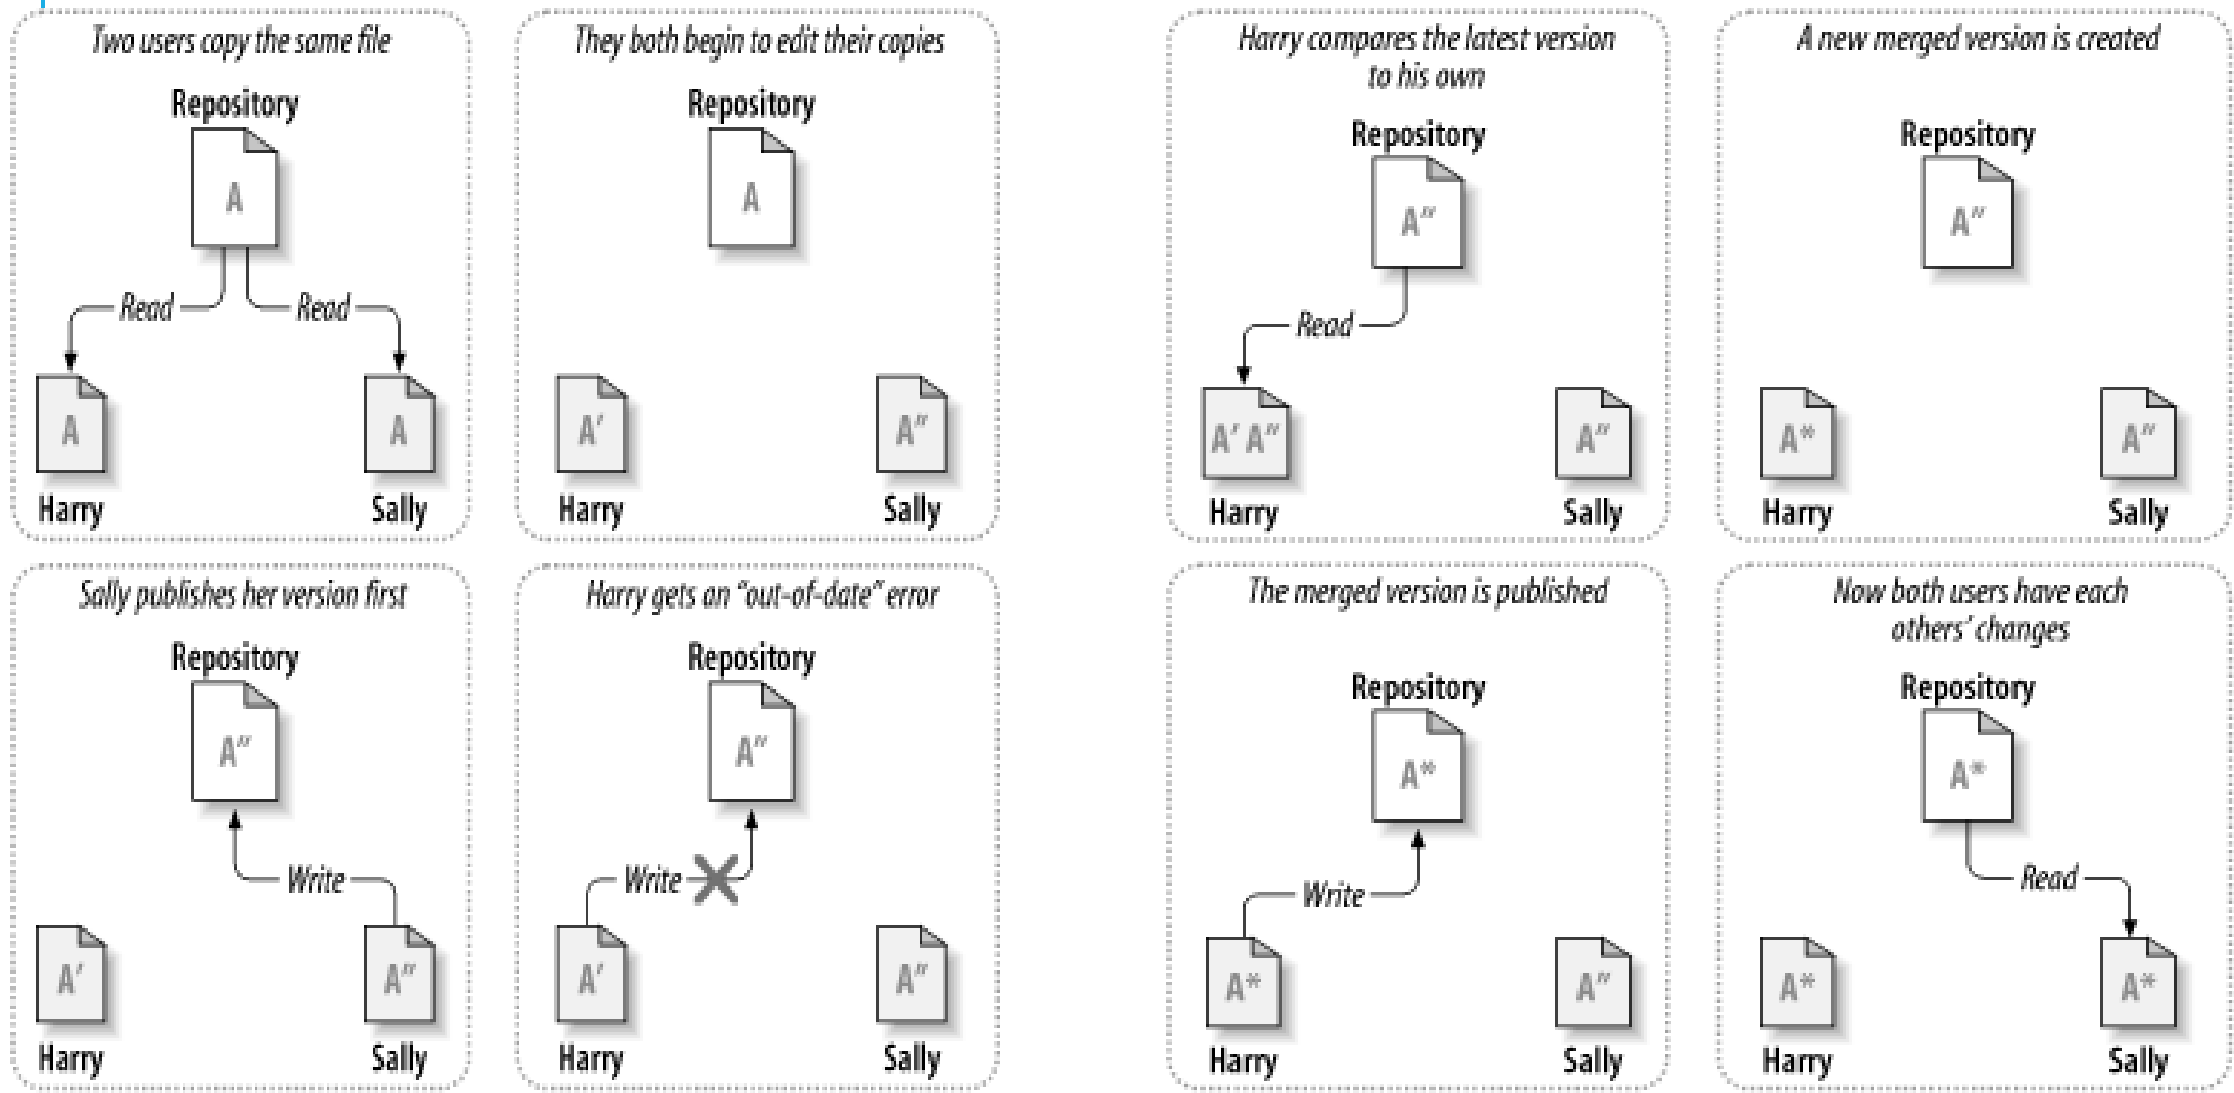 Two users copy the same file
Repository
A
Read
Read
A
A
Harry
Sally
They both begin to edit their copies
Repository
A
A'
A"
Harry
Sally
Sally publishes her version first
Repository
A"
Write
A'
A"
Harry
Sally
Harry gets an “out-of-date” error
Repository
A"
Write
A'
A"
Harry
Sally
Harry compares the latest version
to his own
Repository
A"
Read
A' A"
A"
Harry
Sally
A new merged version is created
Repository
A"
A*
A"
Harry
Sally
The merged version is published
Repository
A*
Write
A*
A"
Harry
Sally
Now both users have each
others’ changes
Repository
A*
Read
A*
A*
Harry
Sally